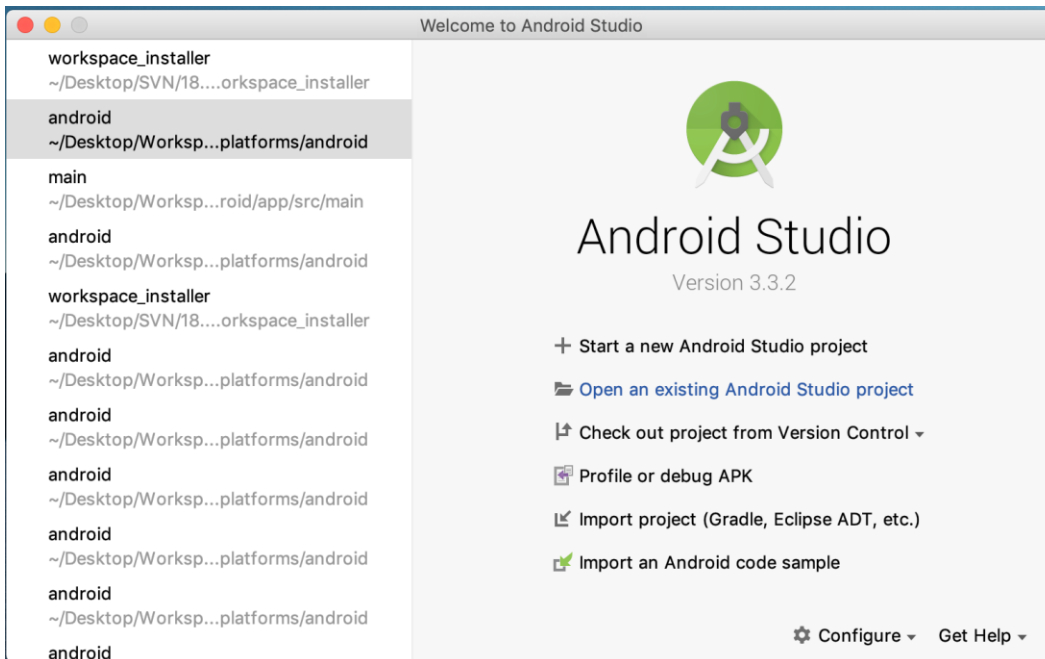 Welcome to Android Studio
workspace_installer
~/Desktop/SVN/18....orkspace_installer
android
~/Desktop/Worksp...platforms/android
main
~/Desktop/Worksp...roid/app/src/main
android
~/Desktop/Worksp...platforms/android
workspace_installer
~/Desktop/SVN/18....orkspace_installer
android
~/Desktop/Worksp...platforms/android
android
~/Desktop/Worksp...platforms/android
android
~/Desktop/Worksp...platforms/android
android
~/Desktop/Worksp...platforms/android
android
~/Desktop/Worksp...platforms/android
android
Android Studio
Version 3.3.2
Start a new Android Studio project
Open an existing Android Studio project
Check out project from Version Control
Profile or debug APK
Import project (Gradle, Eclipse ADT, etc.)
Import an Android code sample
Configure Get Help